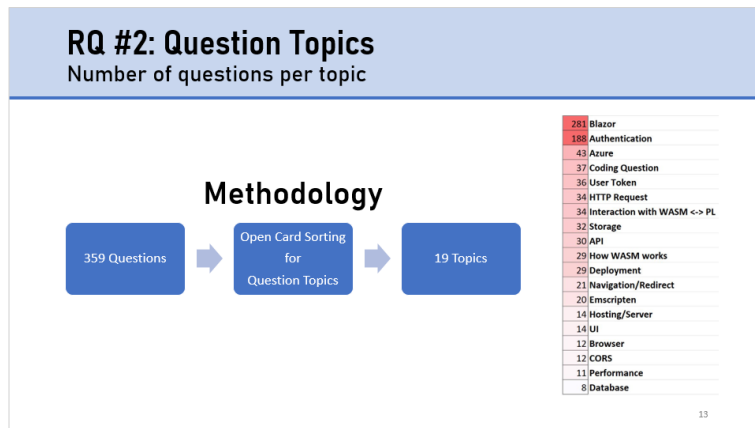 RQ #2: Question Topics
Number of questions per topic
Methodology
359 Questions
Open Card Sorting
for
Question Topics
19 Topics
281 Blazor
188 Authentication
43 Azure
37 Coding Question
36 User Token
34 HTTP Request
34 Interaction with WASM <-> PL
32 Storage
30 API
29 How WASM works
29 Deployment
21 Navigation/Redirect
20 Emscripten
14 Hosting/Server
14 UI
12 Browser
12 CORS
11 Performance
8 Database
13